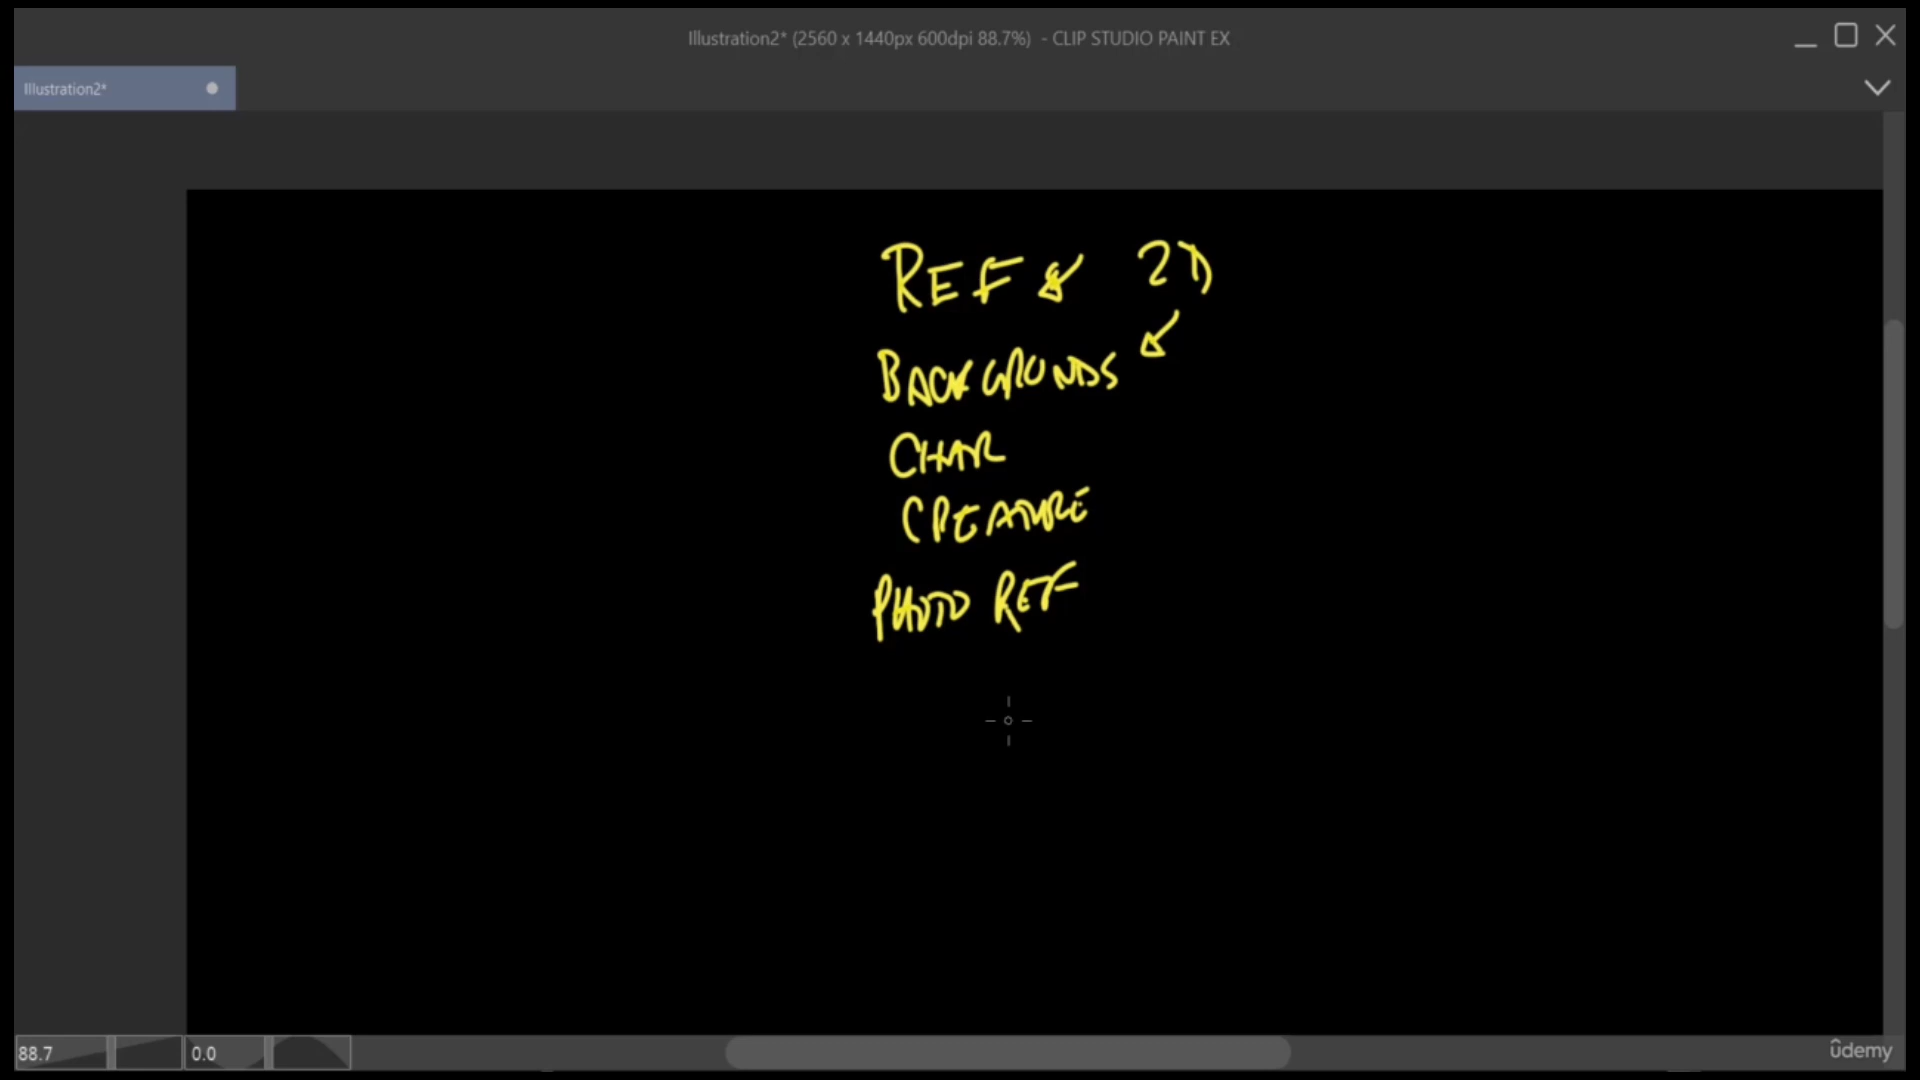 Illustration2* (2560 x 1440px 600dpi 88.7%) - CLIP STUDIO PAINT EX
Illustration2*
REF 2D
BACKGROUNDS
CHAR
CREATURE
PHOTO REF
88.7 0.0
ûdemy